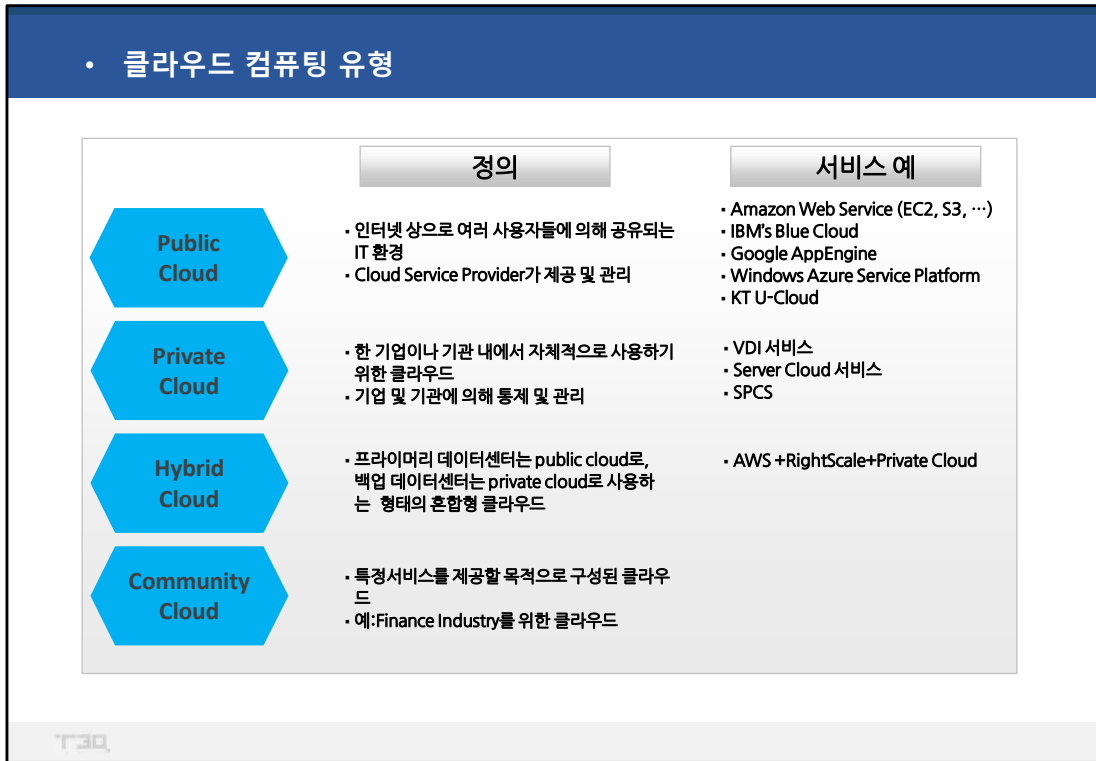 • 클라우드 컴퓨팅 유형
정의
서비스 예
Public
Cloud
▪ 인터넷 상으로 여러 사용자들에 의해 공유되는
IT 환경
▪ Cloud Service Provider가 제공 및 관리
▪ Amazon Web Service (EC2, S3, …)
▪ IBM's Blue Cloud
▪ Google AppEngine
▪ Windows Azure Service Platform
▪ KT U-Cloud
Private
Cloud
▪ 한 기업이나 기관 내에서 자체적으로 사용하기
위한 클라우드
▪ 기업 및 기관에 의해 통제 및 관리
▪ VDI 서비스
▪ Server Cloud 서비스
▪ SPCS
Hybrid
Cloud
▪ 프라이머리 데이터센터는 public cloud로,
백업 데이터센터는 private cloud로 사용하
는 형태의 혼합형 클라우드
▪ AWS +RightScale+Private Cloud
Community
Cloud
▪ 특정서비스를 제공할 목적으로 구성된 클라우
드
▪ 예:Finance Industry를 위한 클라우드
T3Q